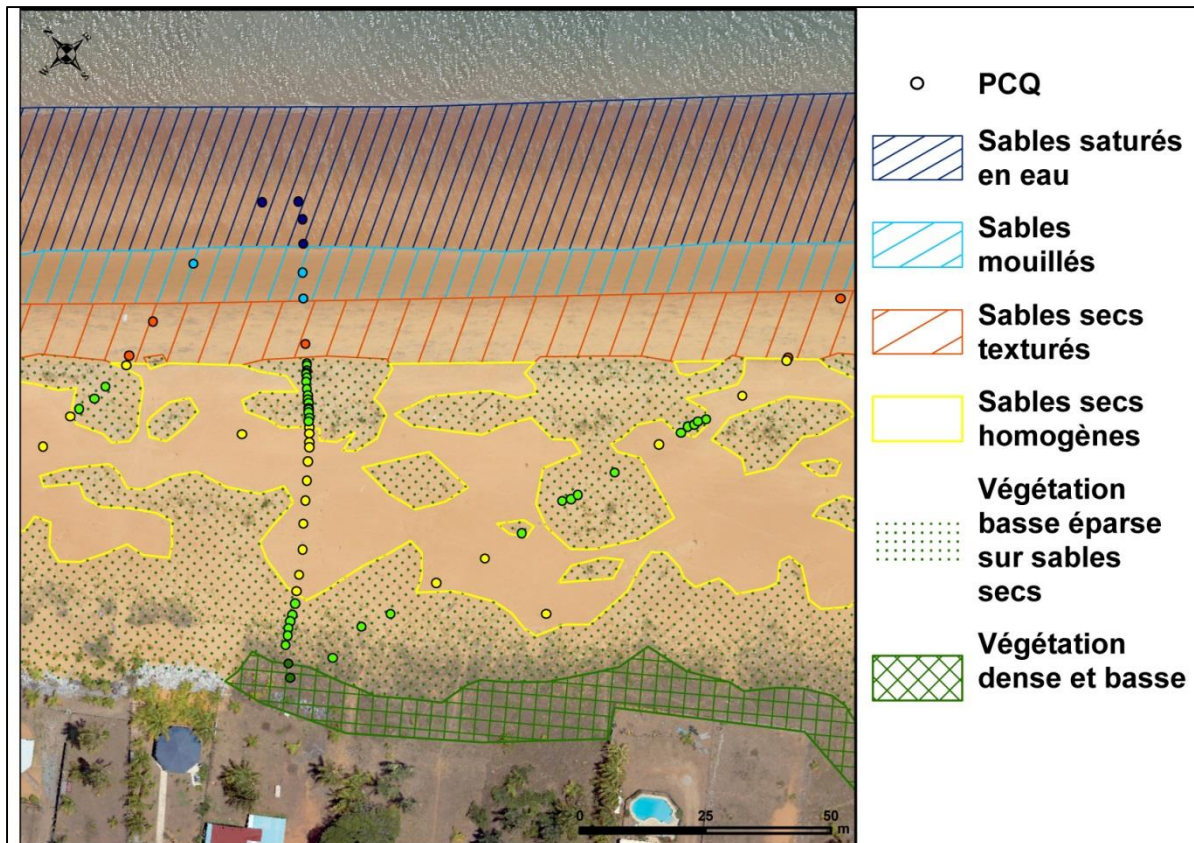 N
E
W
S
PCQ
Sables saturés
en eau
Sables
mouillés
Sables secs
texturés
Sables secs
homogènes
Végétation
basse éparse
sur sables
secs
Végétation
dense et basse
0 25 50
m